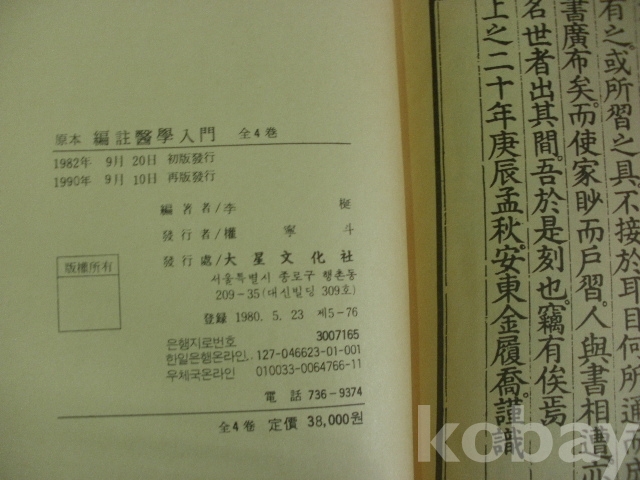 原本 編註醫學入門 全4卷
1982年 9月 20日 初版發行
1990年 9月 10日 再版發行
編著者/李 梴
發行者/權 寧 斗
發行處/大星文化社
서울특별시 종로구 행촌동
209-35(대신빌딩 309호)
登錄 1980. 5. 23 제5-76
版權所有
은행지로번호 3007165
한일은행온라인.. 127-046623-01-001
우체국온라인 010033-0064766-11
電話 736-9374
全4卷 定價 38,000원
有之。或所習之具不接於耳目何所通而成
書廣布矣。而使家眇而戶習。人與書相遭亦
名世者出其間。吾於是刻也。竊有俟焉
上之二十年庚辰孟秋。安東金履喬。謹識
kobay